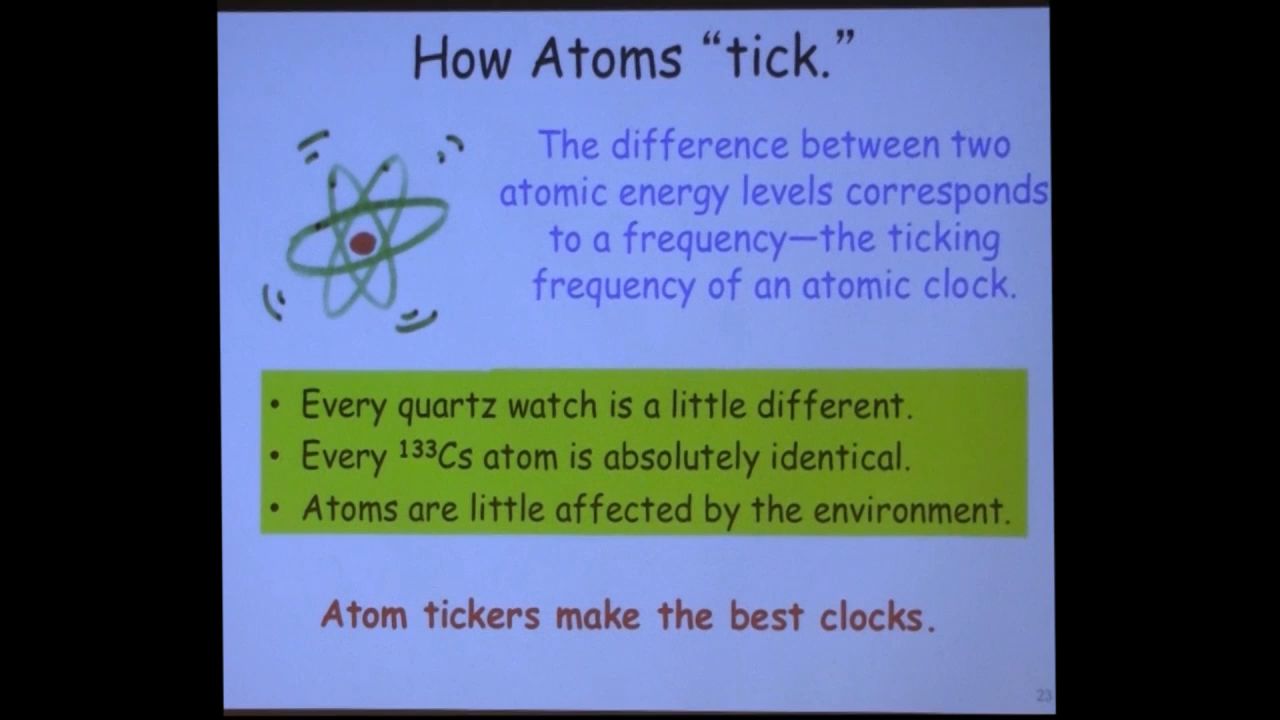 How Atoms “tick.”
The difference between two
atomic energy levels corresponds
to a frequency—the ticking
frequency of an atomic clock.
• Every quartz watch is a little different.
• Every ¹³³Cs atom is absolutely identical.
• Atoms are little affected by the environment.
Atom tickers make the best clocks.
23